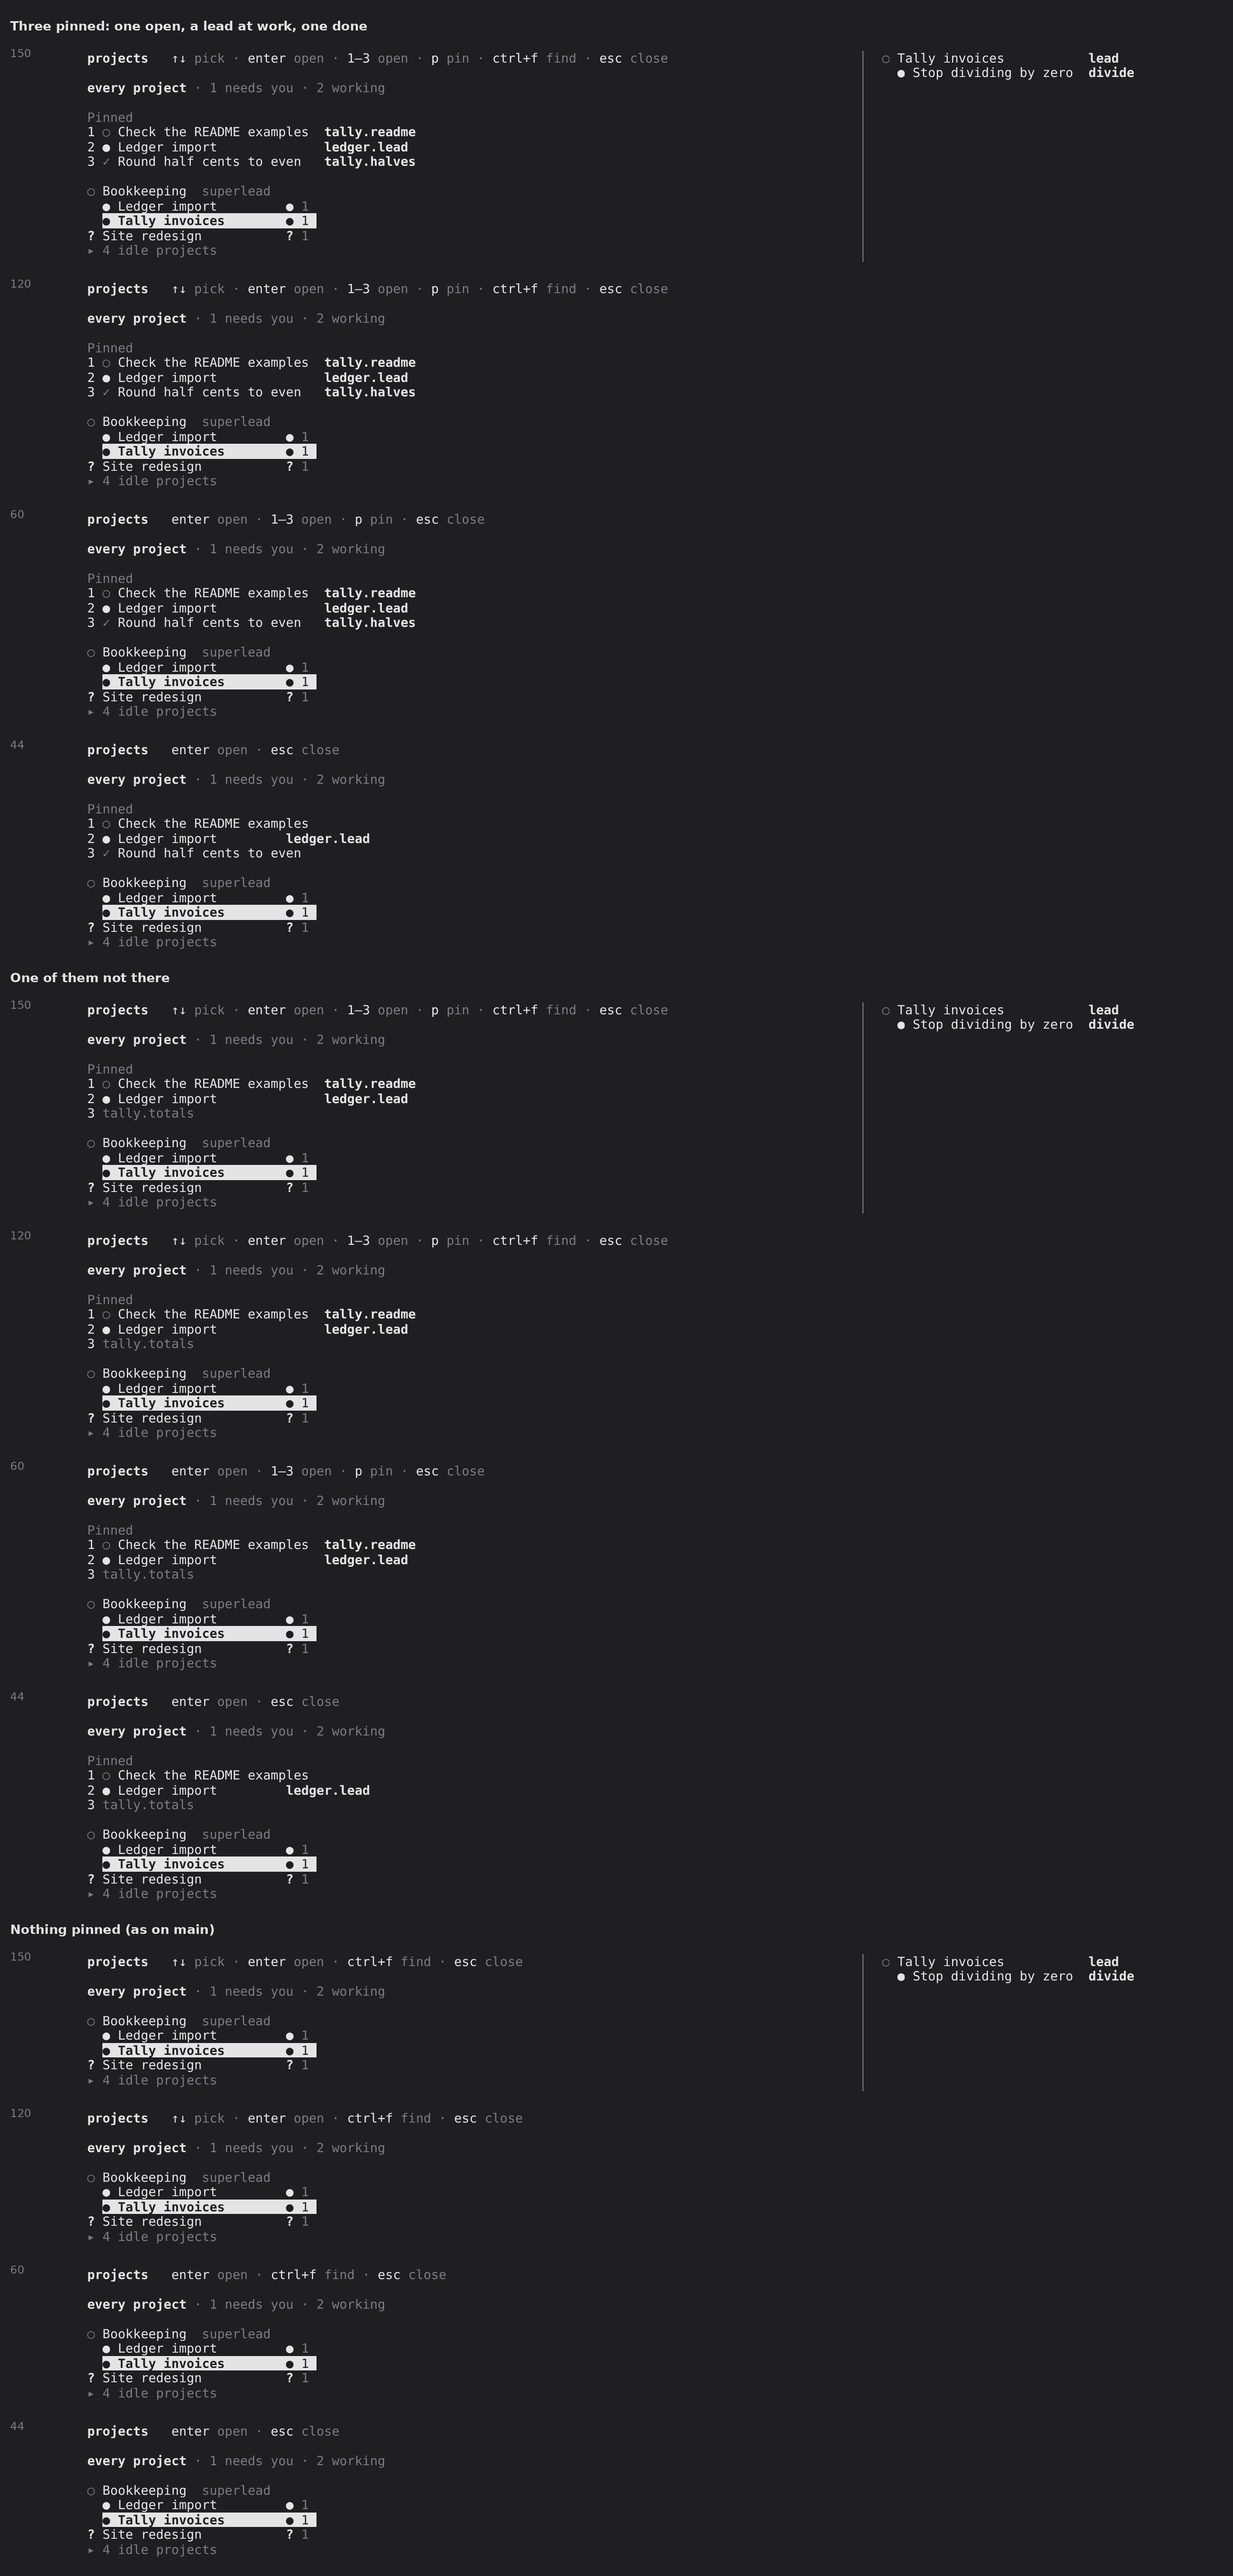 Three pinned: one open, a lead at work, one done
150 projects ↑↓ pick · enter open · 1–3 open · p pin · ctrl+f find · esc close │ ○ Tally invoices lead
● Stop dividing by zero divide
every project · 1 needs you · 2 working
Pinned
1 ○ Check the README examples tally.readme
2 ● Ledger import ledger.lead
3 ✓ Round half cents to even tally.halves
○ Bookkeeping superlead
● Ledger import ● 1
● Tally invoices ● 1
? Site redesign ? 1
▸ 4 idle projects
120 projects ↑↓ pick · enter open · 1–3 open · p pin · ctrl+f find · esc close
every project · 1 needs you · 2 working
Pinned
1 ○ Check the README examples tally.readme
2 ● Ledger import ledger.lead
3 ✓ Round half cents to even tally.halves
○ Bookkeeping superlead
● Ledger import ● 1
● Tally invoices ● 1
? Site redesign ? 1
▸ 4 idle projects
60 projects enter open · 1–3 open · p pin · esc close
every project · 1 needs you · 2 working
Pinned
1 ○ Check the README examples tally.readme
2 ● Ledger import ledger.lead
3 ✓ Round half cents to even tally.halves
○ Bookkeeping superlead
● Ledger import ● 1
● Tally invoices ● 1
? Site redesign ? 1
▸ 4 idle projects
44 projects enter open · esc close
every project · 1 needs you · 2 working
Pinned
1 ○ Check the README examples
2 ● Ledger import ledger.lead
3 ✓ Round half cents to even
○ Bookkeeping superlead
● Ledger import ● 1
● Tally invoices ● 1
? Site redesign ? 1
▸ 4 idle projects
One of them not there
150 projects ↑↓ pick · enter open · 1–3 open · p pin · ctrl+f find · esc close │ ○ Tally invoices lead
● Stop dividing by zero divide
every project · 1 needs you · 2 working
Pinned
1 ○ Check the README examples tally.readme
2 ● Ledger import ledger.lead
3 tally.totals
○ Bookkeeping superlead
● Ledger import ● 1
● Tally invoices ● 1
? Site redesign ? 1
▸ 4 idle projects
120 projects ↑↓ pick · enter open · 1–3 open · p pin · ctrl+f find · esc close
every project · 1 needs you · 2 working
Pinned
1 ○ Check the README examples tally.readme
2 ● Ledger import ledger.lead
3 tally.totals
○ Bookkeeping superlead
● Ledger import ● 1
● Tally invoices ● 1
? Site redesign ? 1
▸ 4 idle projects
60 projects enter open · 1–3 open · p pin · esc close
every project · 1 needs you · 2 working
Pinned
1 ○ Check the README examples tally.readme
2 ● Ledger import ledger.lead
3 tally.totals
○ Bookkeeping superlead
● Ledger import ● 1
● Tally invoices ● 1
? Site redesign ? 1
▸ 4 idle projects
44 projects enter open · esc close
every project · 1 needs you · 2 working
Pinned
1 ○ Check the README examples
2 ● Ledger import ledger.lead
3 tally.totals
○ Bookkeeping superlead
● Ledger import ● 1
● Tally invoices ● 1
? Site redesign ? 1
▸ 4 idle projects
Nothing pinned (as on main)
150 projects ↑↓ pick · enter open · ctrl+f find · esc close │ ○ Tally invoices lead
● Stop dividing by zero divide
every project · 1 needs you · 2 working
○ Bookkeeping superlead
● Ledger import ● 1
● Tally invoices ● 1
? Site redesign ? 1
▸ 4 idle projects
120 projects ↑↓ pick · enter open · ctrl+f find · esc close
every project · 1 needs you · 2 working
○ Bookkeeping superlead
● Ledger import ● 1
● Tally invoices ● 1
? Site redesign ? 1
▸ 4 idle projects
60 projects enter open · ctrl+f find · esc close
every project · 1 needs you · 2 working
○ Bookkeeping superlead
● Ledger import ● 1
● Tally invoices ● 1
? Site redesign ? 1
▸ 4 idle projects
44 projects enter open · esc close
every project · 1 needs you · 2 working
○ Bookkeeping superlead
● Ledger import ● 1
● Tally invoices ● 1
? Site redesign ? 1
▸ 4 idle projects